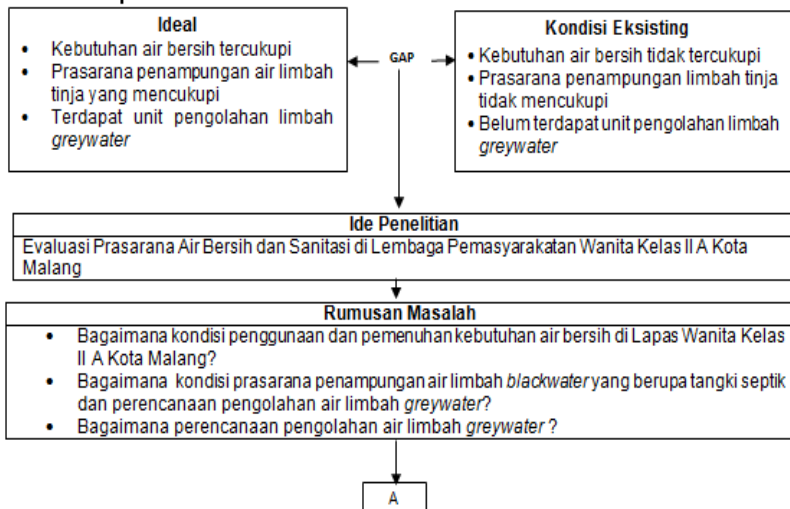 Ideal
• Kebutuhan air bersih tercukupi
• Prasarana penampungan air limbah
tinja yang mencukupi
• Terdapat unit pengolahan limbah
greywater
GAP
Kondisi Eksisting
• Kebutuhan air bersih tidak tercukupi
• Prasarana penampungan limbah tinja
tidak mencukupi
• Belum terdapat unit pengolahan limbah
greywater
Ide Penelitian
Evaluasi Prasarana Air Bersih dan Sanitasi di Lembaga Pemasyarakatan Wanita Kelas II A Kota
Malang
Rumusan Masalah
• Bagaimana kondisi penggunaan dan pemenuhan kebutuhan air bersih di Lapas Wanita Kelas
II A Kota Malang?
• Bagaimana kondisi prasarana penampungan air limbah blackwater yang berupa tangki septik
dan perencanaan pengolahan air limbah greywater?
• Bagaimana perencanaan pengolahan air limbah greywater ?
A